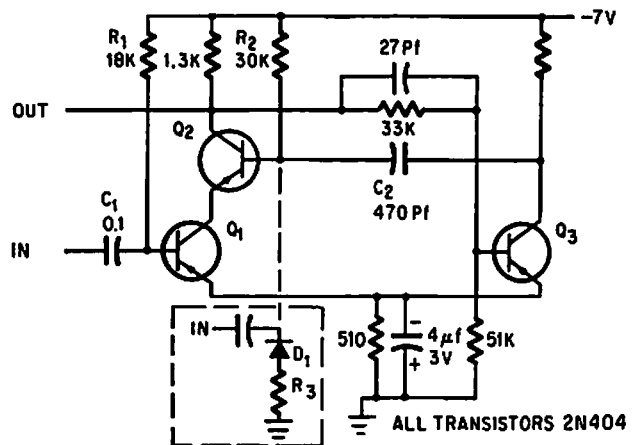 -7V
R1
18K
1.3K
R2
30K
27Pf
OUT
33K
Q2
C2
470 Pf
C1
0.1
IN
Q1
Q3
IN
D1
R3
510
4µf
3V
51K
-
+
ALL TRANSISTORS 2N404